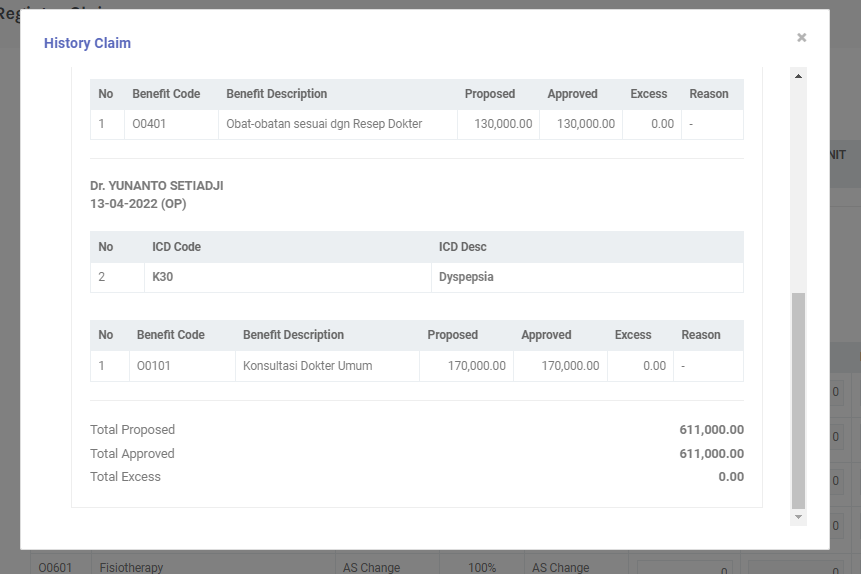 History Claim
×
No Benefit Code Benefit Description Proposed Approved Excess Reason
1 O0401 Obat-obatan sesuai dgn Resep Dokter 130,000.00 130,000.00 0.00 -
Dr. YUNANTO SETIADJI
13-04-2022 (OP)
No ICD Code ICD Desc
2 K30 Dyspepsia
No Benefit Code Benefit Description Proposed Approved Excess Reason
1 O0101 Konsultasi Dokter Umum 170,000.00 170,000.00 0.00 -
Total Proposed 611,000.00
Total Approved 611,000.00
Total Excess 0.00
NIT
0
0
0
0
O0601 Fisiotherapy AS Change 100% AS Change 0 0